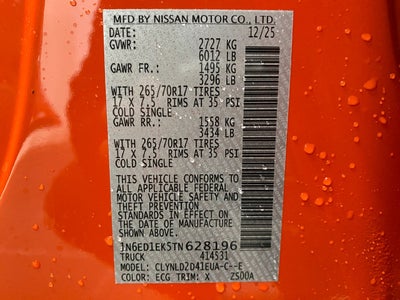 MFD BY NISSAN MOTOR CO., LTD.
DATE: 12/25
GVWR: 2727 KG
6012 LB
GAWR FR.: 1495 KG
3296 LB
WITH 265/70R17 TIRES
17 X 7.5 RIMS AT 35 PSI
COLD SINGLE
GAWR RR.: 1558 KG
3434 LB
WITH 265/70R17 TIRES
17 X 7.5 RIMS AT 35 PSI
COLD SINGLE
THIS VEHICLE CONFORMS
TO ALL APPLICABLE FEDERAL
MOTOR VEHICLE SAFETY AND
THEFT PREVENTION
STANDARDS IN EFFECT ON
THE DATE OF MANUFACTURE
SHOWN ABOVE.
1N6ED1EK5TN628196
TRUCK 414531
MODEL: CLYNLDZD41EUA-C--E
COLOR: ECG TRIM: X ZS00A